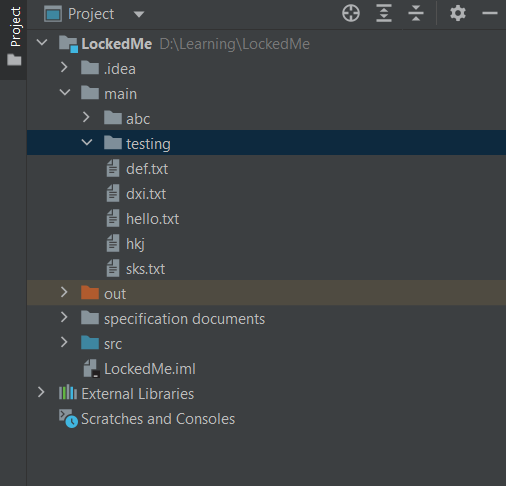 Project
Project
LockedMe D:\Learning\LockedMe
.idea
main
abc
testing
def.txt
dxi.txt
hello.txt
hkj
sks.txt
out
specification documents
src
LockedMe.iml
External Libraries
Scratches and Consoles